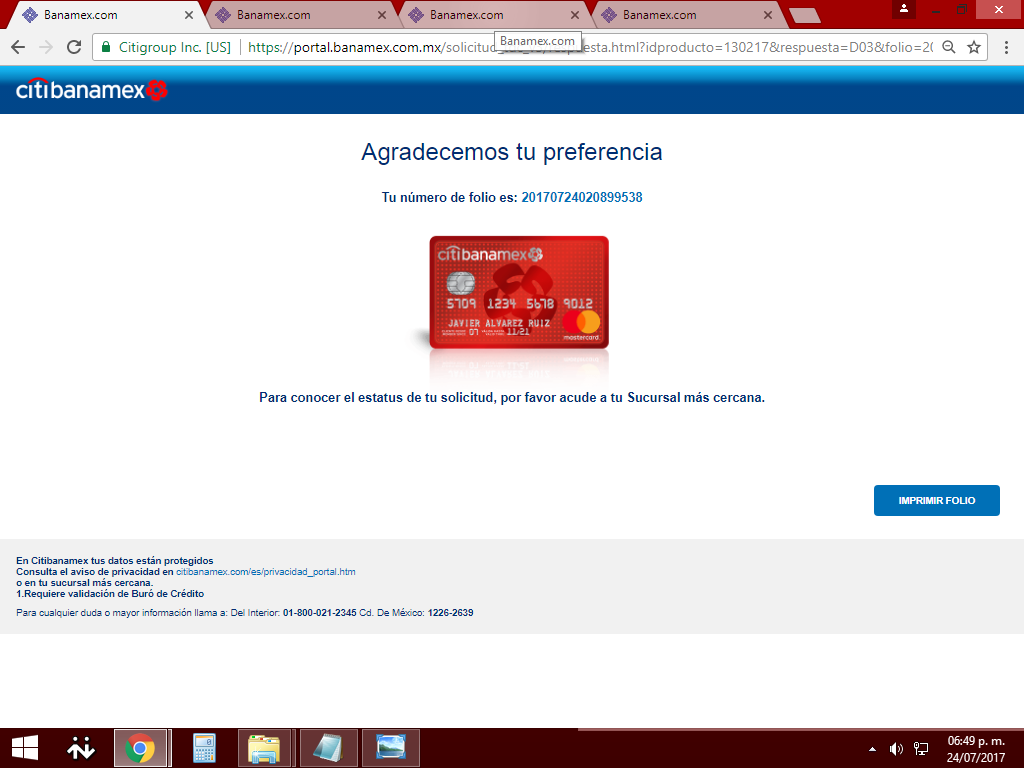 Banamex.com
Banamex.com
Banamex.com
Banamex.com
Citigroup Inc. [US]
https://portal.banamex.com.mx/solicitud_ puesta.html?idproducto=130217&respuesta=D03&folio=20
Banamex.com
citibanamex
Agradecemos tu preferencia
Tu número de folio es: 20170724020899538
citibanamex
5709 1234 5678 9012
JAVIER ALVAREZ RUIZ
07 11/21
mastercard
Para conocer el estatus de tu solicitud, por favor acude a tu Sucursal más cercana.
IMPRIMIR FOLIO
En Citibanamex tus datos están protegidos
Consulta el aviso de privacidad en citibanamex.com/es/privacidad_portal.htm
o en tu sucursal más cercana.
1.Requiere validación de Buró de Crédito
Para cualquier duda o mayor información llama a: Del Interior: 01-800-021-2345 Cd. De México: 1226-2639
06:49 p. m.
24/07/2017